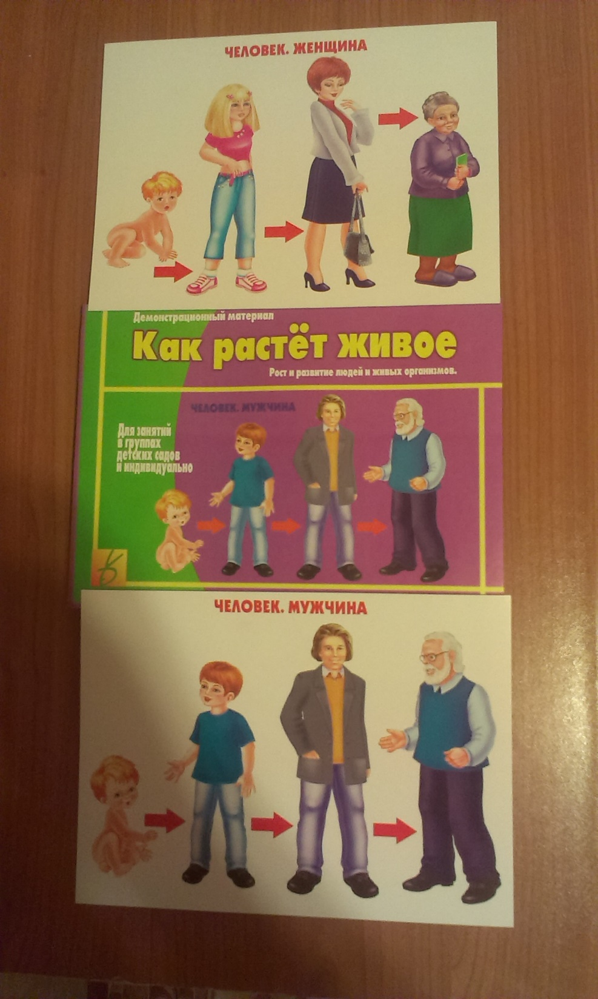 ЧЕЛОВЕК. ЖЕНЩИНА
Демонстрационный материал
Как растёт живое
Рост и развитие людей и живых организмов.
ЧЕЛОВЕК. МУЖЧИНА
Для занятий
в группах
детских садов
и индивидуально
ЧЕЛОВЕК. МУЖЧИНА